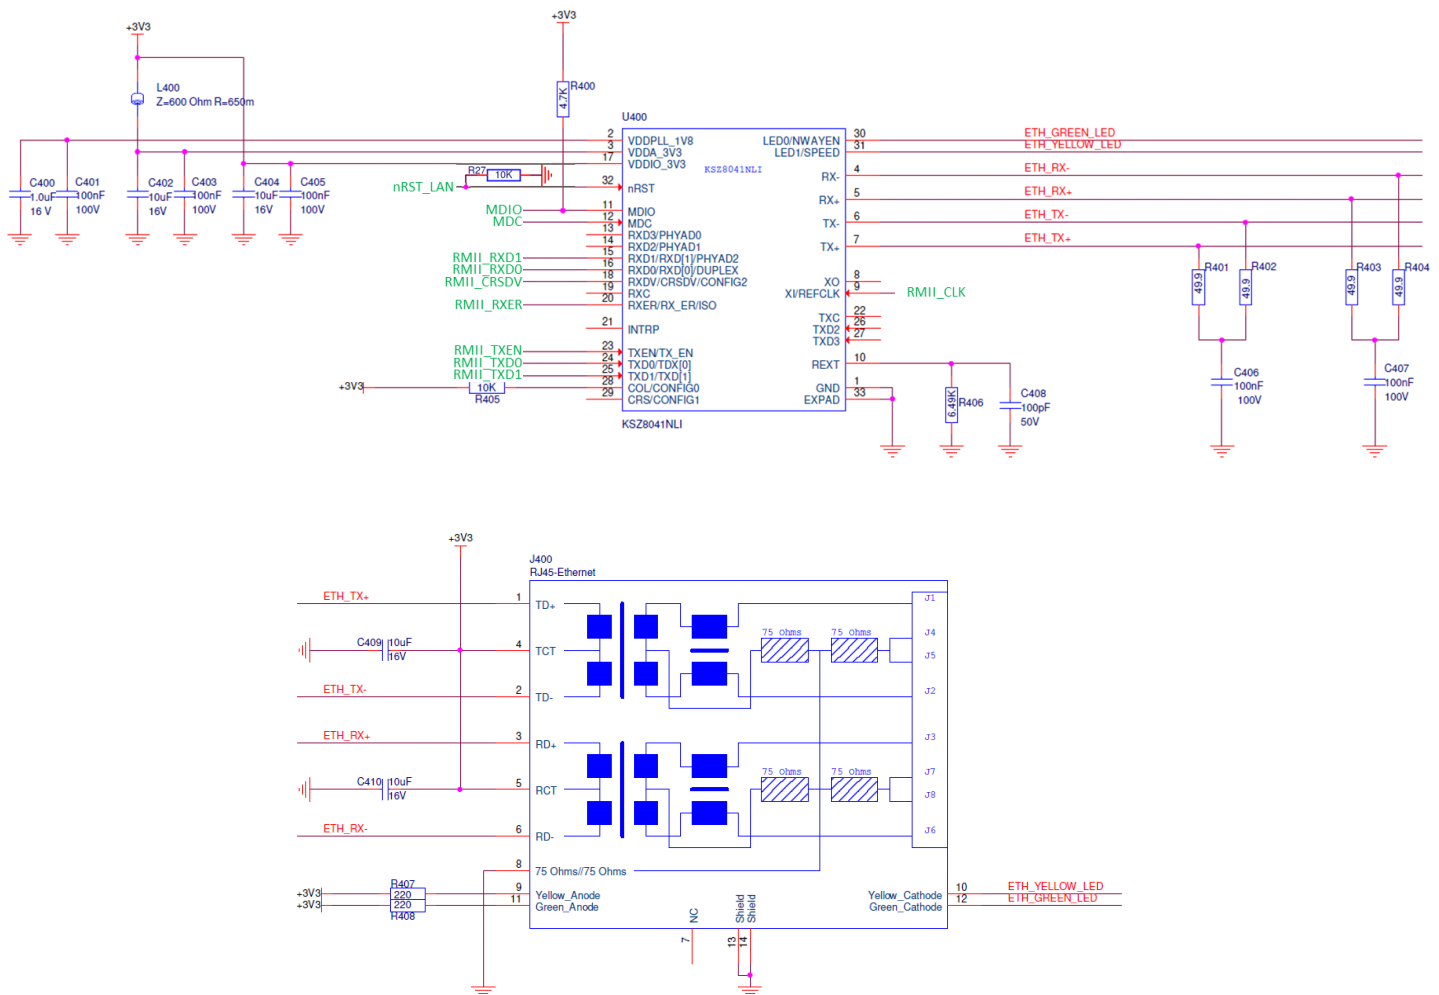 +3V3
L400
Z=600 Ohm R=650m
C400
1.0uF
16 V
C401
100nF
100V
C402
10uF
16V
C403
100nF
100V
C404
10uF
16V
C405
100nF
100V
+3V3
R400
4.7K
R27
10K
nRST_LAN
MDIO
MDC
RMII_RXD1
RMII_RXD0
RMII_CRSDV
RMII_RXER
RMII_TXEN
RMII_TXD0
RMII_TXD1
+3V3
10K
R405
U400
KSZ8041NLI
2 VDDPLL_1V8
3 VDDA_3V3
17 VDDIO_3V3
32 nRST
11 MDIO
12 MDC
13 RXD3/PHYAD0
14 RXD2/PHYAD1
15 RXD1/RXD[1]/PHYAD2
16 RXD0/RXD[0]/DUPLEX
18 RXDV/CRSDV/CONFIG2
19 RXC
20 RXER/RX_ER/ISO
21 INTRP
23 TXEN/TX_EN
24 TXD0/TDX[0]
25 TXD1/TXD[1]
28 COL/CONFIG0
29 CRS/CONFIG1
LED0/NWAYEN 30
LED1/SPEED 31
RX- 4
RX+ 5
TX- 6
TX+ 7
XO 8
XI/REFCLK 9
TXC 22
TXD2 26
TXD3 27
REXT 10
GND 1
EXPAD 33
KSZ8041NLI
ETH_GREEN_LED
ETH_YELLOW_LED
ETH_RX-
ETH_RX+
ETH_TX-
ETH_TX+
RMII_CLK
R401
49.9
R402
49.9
R403
49.9
R404
49.9
C406
100nF
100V
C407
100nF
100V
R406
6.49K
C408
100pF
50V
+3V3
J400
RJ45-Ethernet
ETH_TX+ 1 TD+
C409 10uF
16V
4 TCT
ETH_TX- 2 TD-
ETH_RX+ 3 RD+
C410 10uF
16V
5 RCT
ETH_RX- 6 RD-
8 75 Ohms//75 Ohms
+3V3 R407 220 9 Yellow_Anode
+3V3 220 R408 11 Green_Anode
75 Ohms 75 Ohms
75 Ohms 75 Ohms
J1
J4
J5
J2
J3
J7
J8
J6
Yellow_Cathode 10 ETH_YELLOW_LED
Green_Cathode 12 ETH_GREEN_LED
NC 7
Shield 13
Shield 14